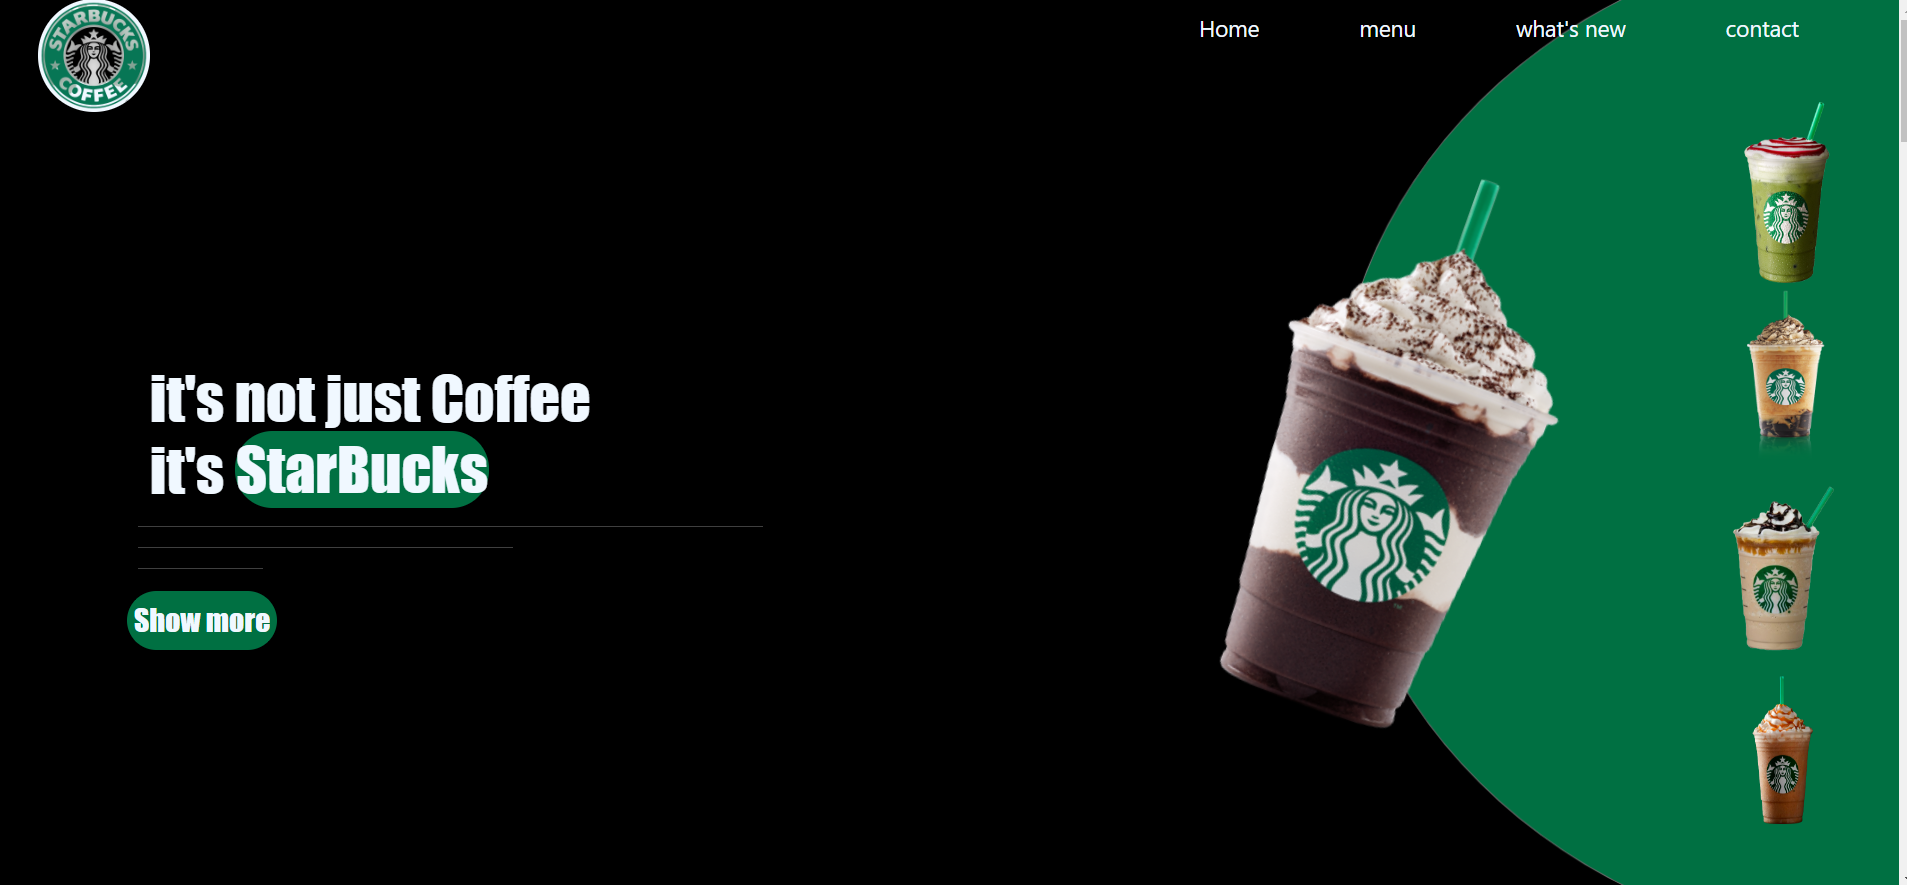 STARBUCKS
COFFEE
Home
menu
what's new
contact
it's not just Coffee
it's StarBucks
Show more